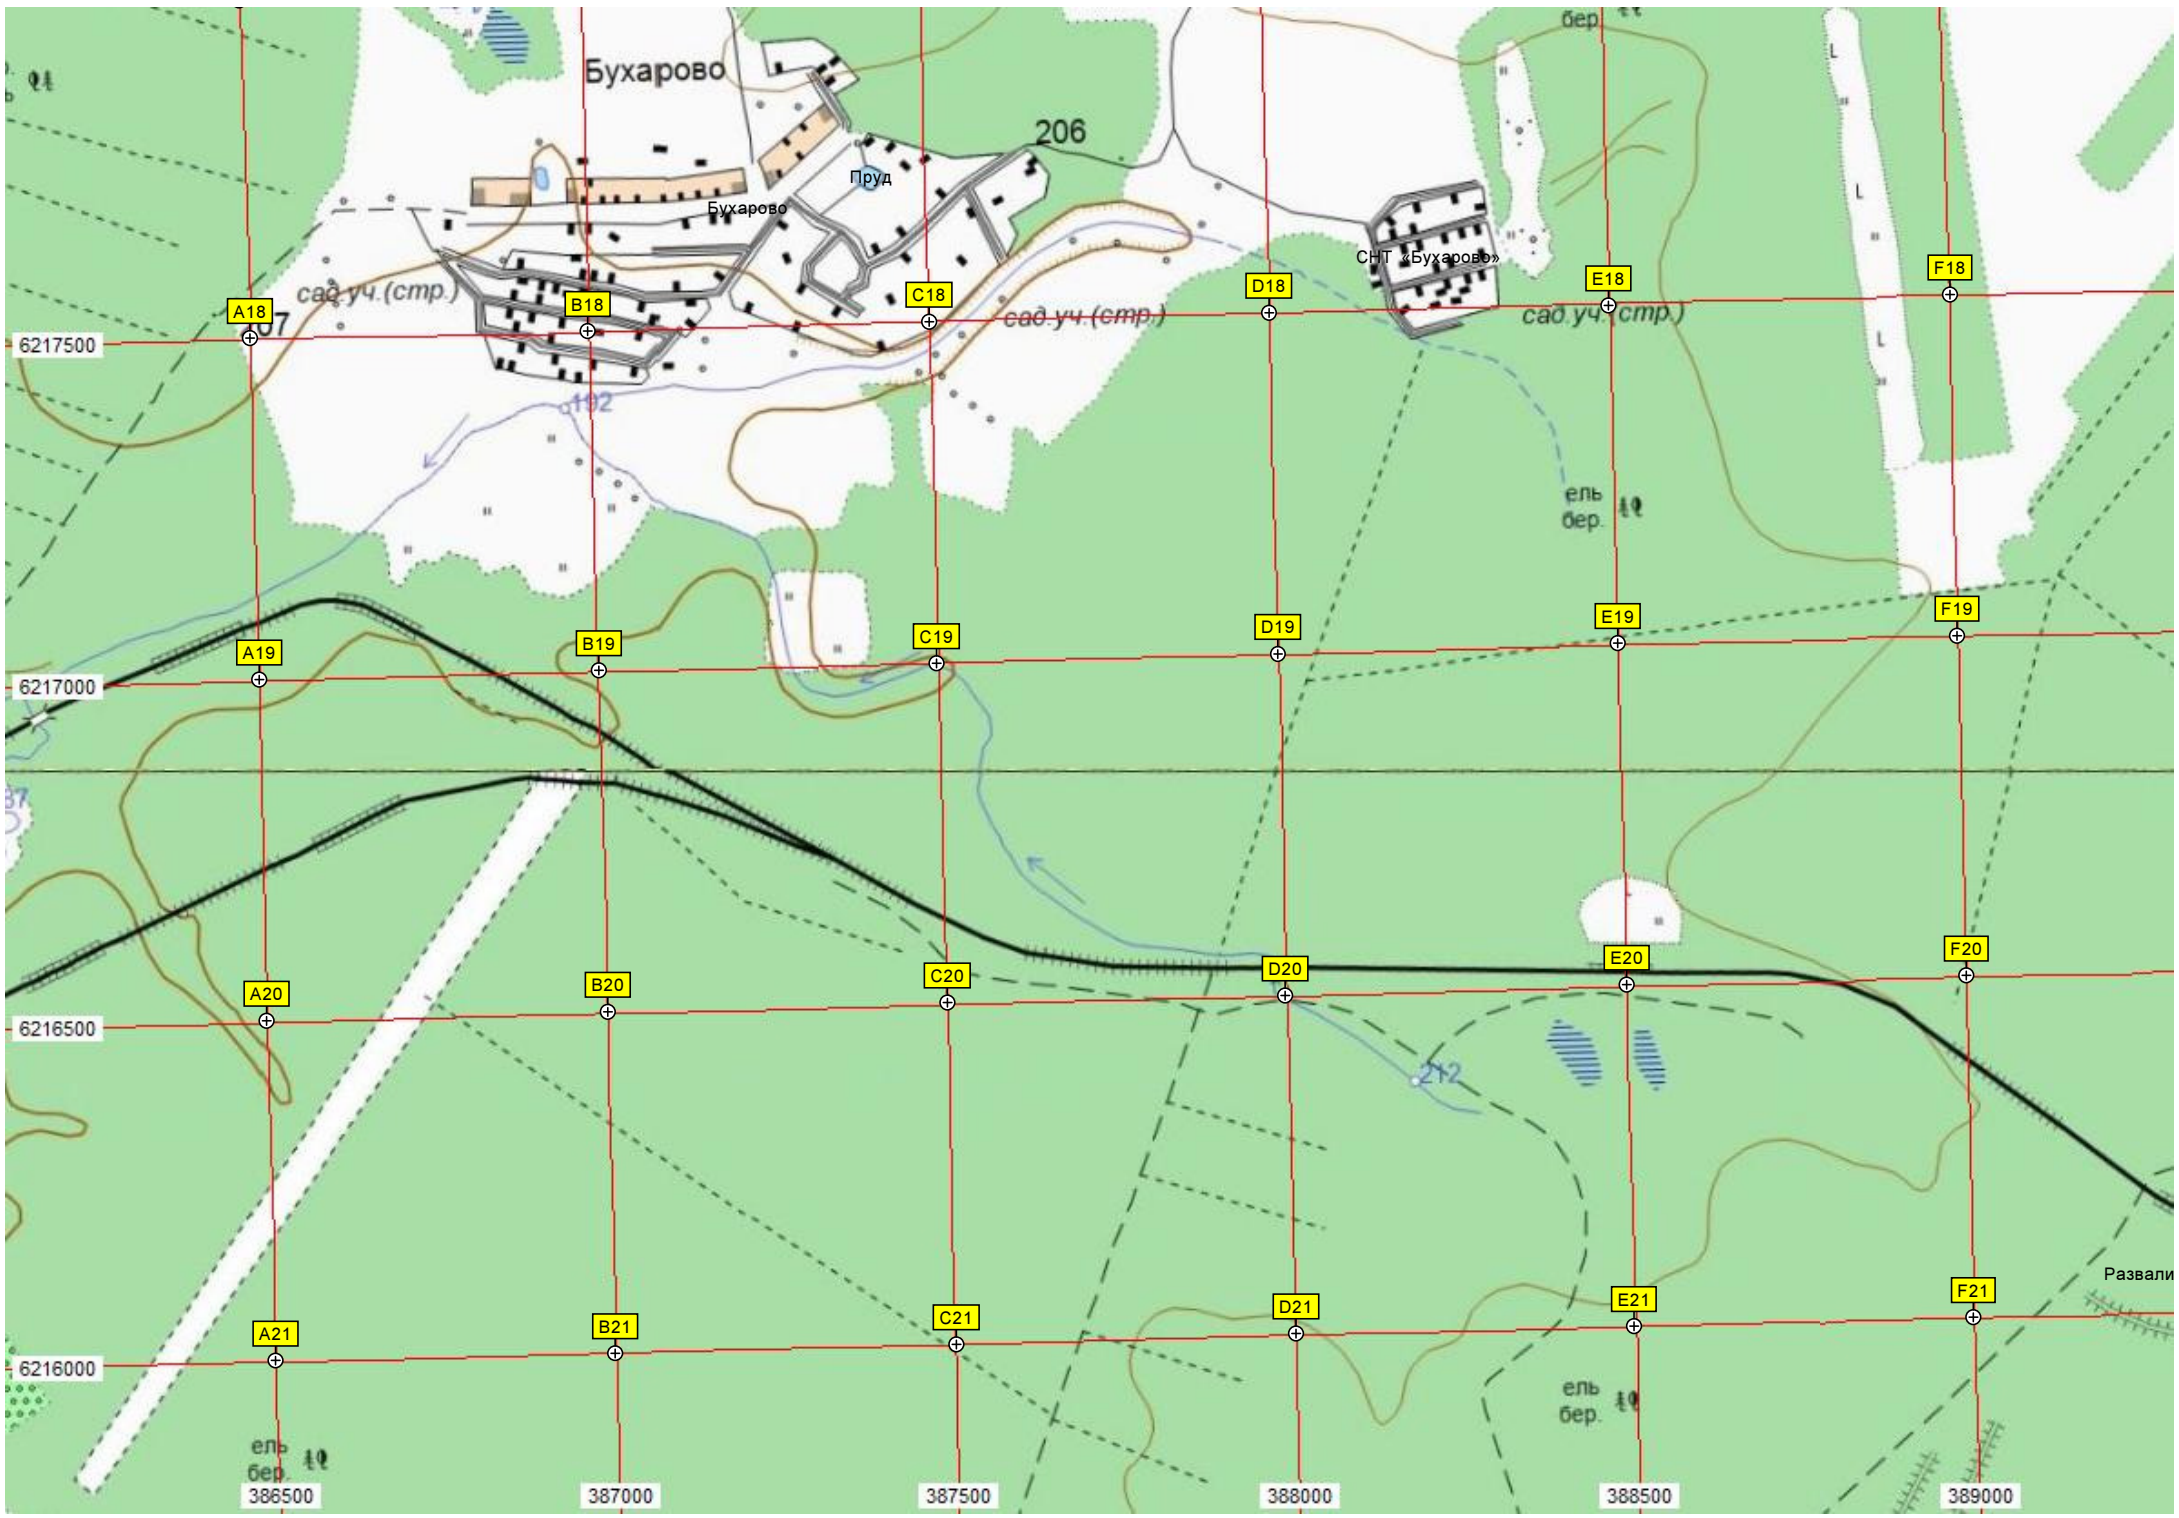 бер.
Бухарово
206
Пруд
Бухарово
СНТ «Бухарово»
сад.уч.(стр.)
A18
B18
C18
D18
E18
F18
07
сад.уч.(стр.)
сад.уч.(стр.)
6217500
192
ель
бер.
A19
B19
C19
D19
E19
F19
6217000
37
A20
B20
C20
D20
E20
F20
6216500
212
Развали
A21
B21
C21
D21
E21
F21
6216000
ель
бер.
ель
бер.
386500
387000
387500
388000
388500
389000